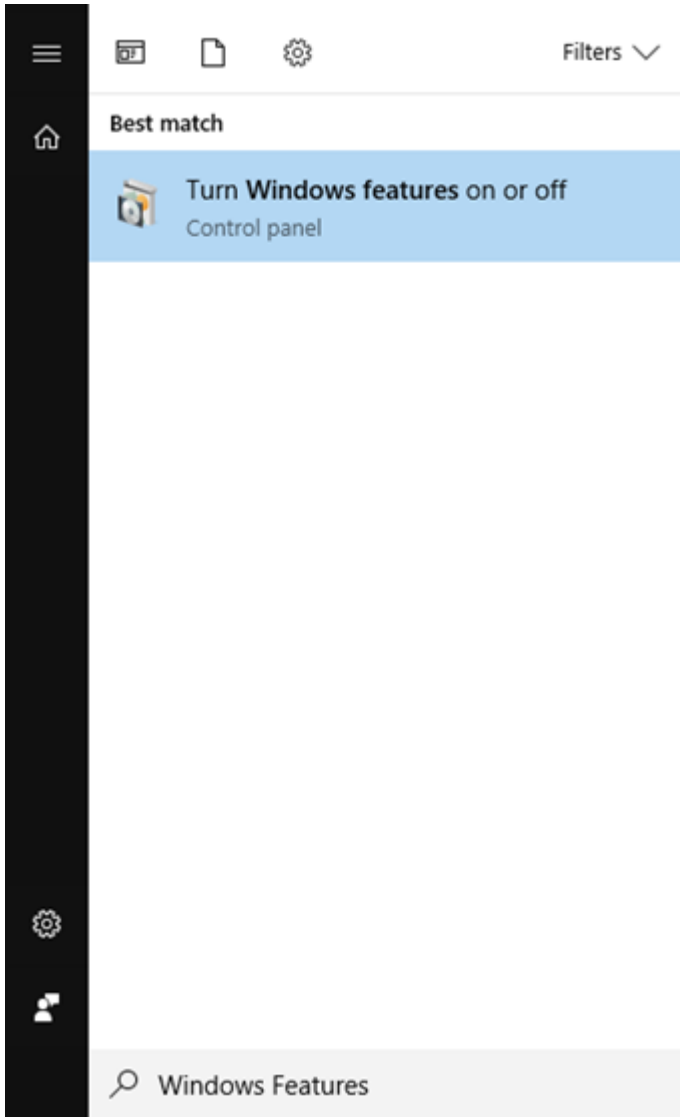 Filters
Best match
Turn Windows features on or off
Control panel
Windows Features